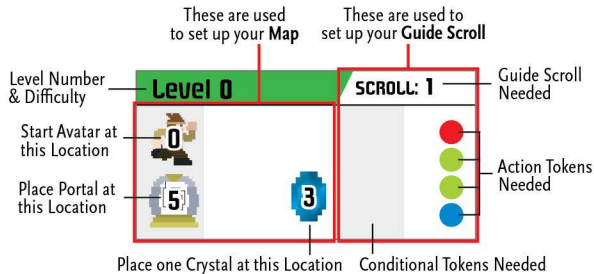 These are used
to set up your Map
These are used to
set up your Guide Scroll
Level Number
& Difficulty
Level 0
SCROLL: 1
Guide Scroll
Needed
Start Avatar at
this Location
0
Place Portal at
this Location
5
3
Action Tokens
Needed
Place one Crystal at this Location
Conditional Tokens Needed